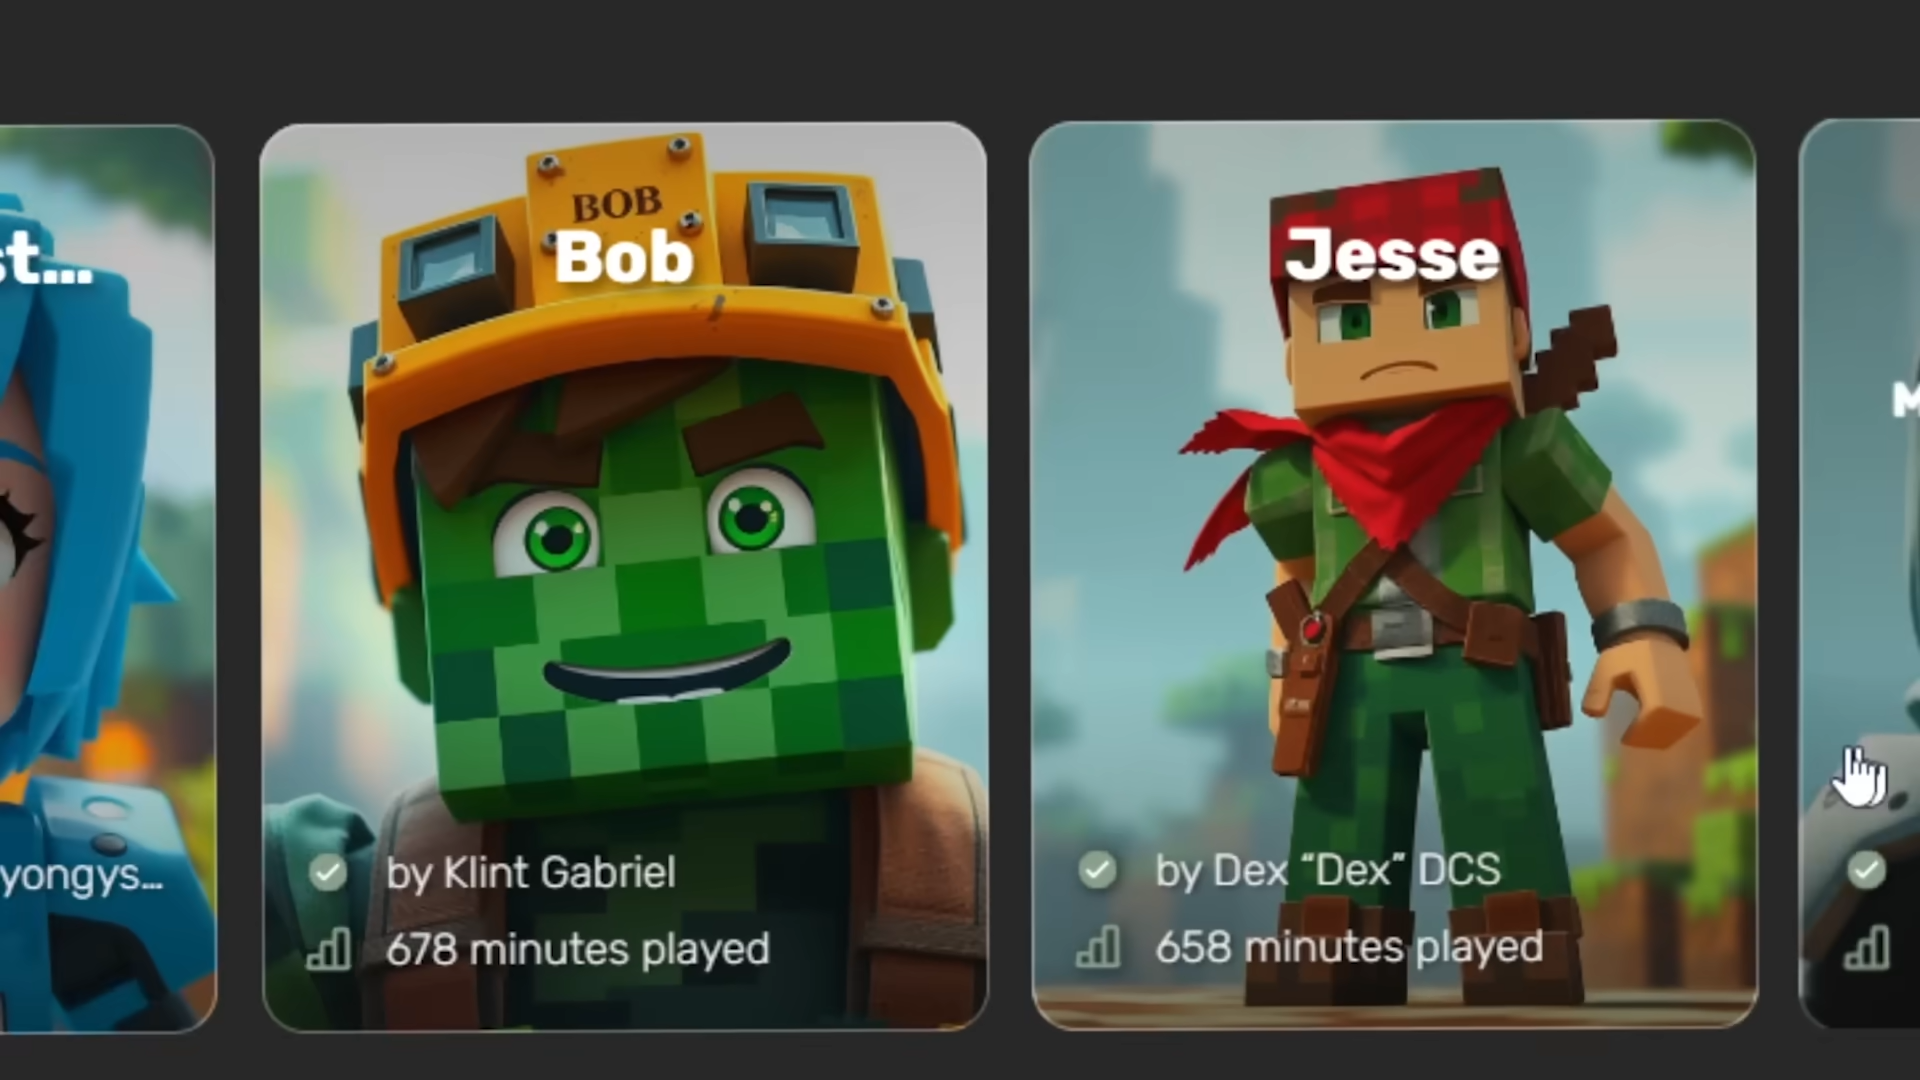 st...
yongys...
BOB
Bob
by Klint Gabriel
678 minutes played
Jesse
by Dex “Dex” DCS
658 minutes played
M